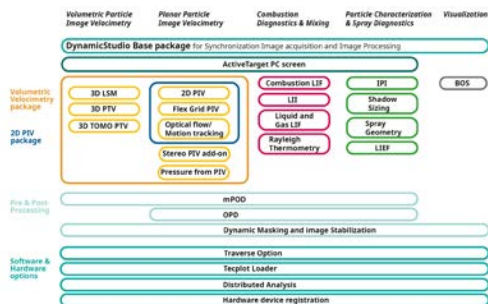 Volumetric Particle
Image Velocimetry
Planar Particle
Image Velocimetry
Combustion
Diagnostics & Mixing
Particle Characterization
& Spray Diagnostics
Visualization
DynamicStudio Base package for Synchronization Image acquisition and Image Processing
ActiveTarget PC screen
Volumetric
Velocimetry
package
2D PIV
package
3D LSM
3D PTV
3D TOMO PTV
2D PIV
Flex Grid PIV
Optical flow/
Motion tracking
Stereo PIV add-on
Pressure from PIV
Combustion LIF
LII
Liquid and
Gas LIF
Rayleigh
Thermometry
IPI
Shadow
Sizing
Spray
Geometry
LIEF
BOS
Pre & Post-
Processing
mPOD
OPD
Dynamic Masking and image Stabilization
Software &
Hardware
options
Traverse Option
Tecplot Loader
Distributed Analysis
Hardware device registration